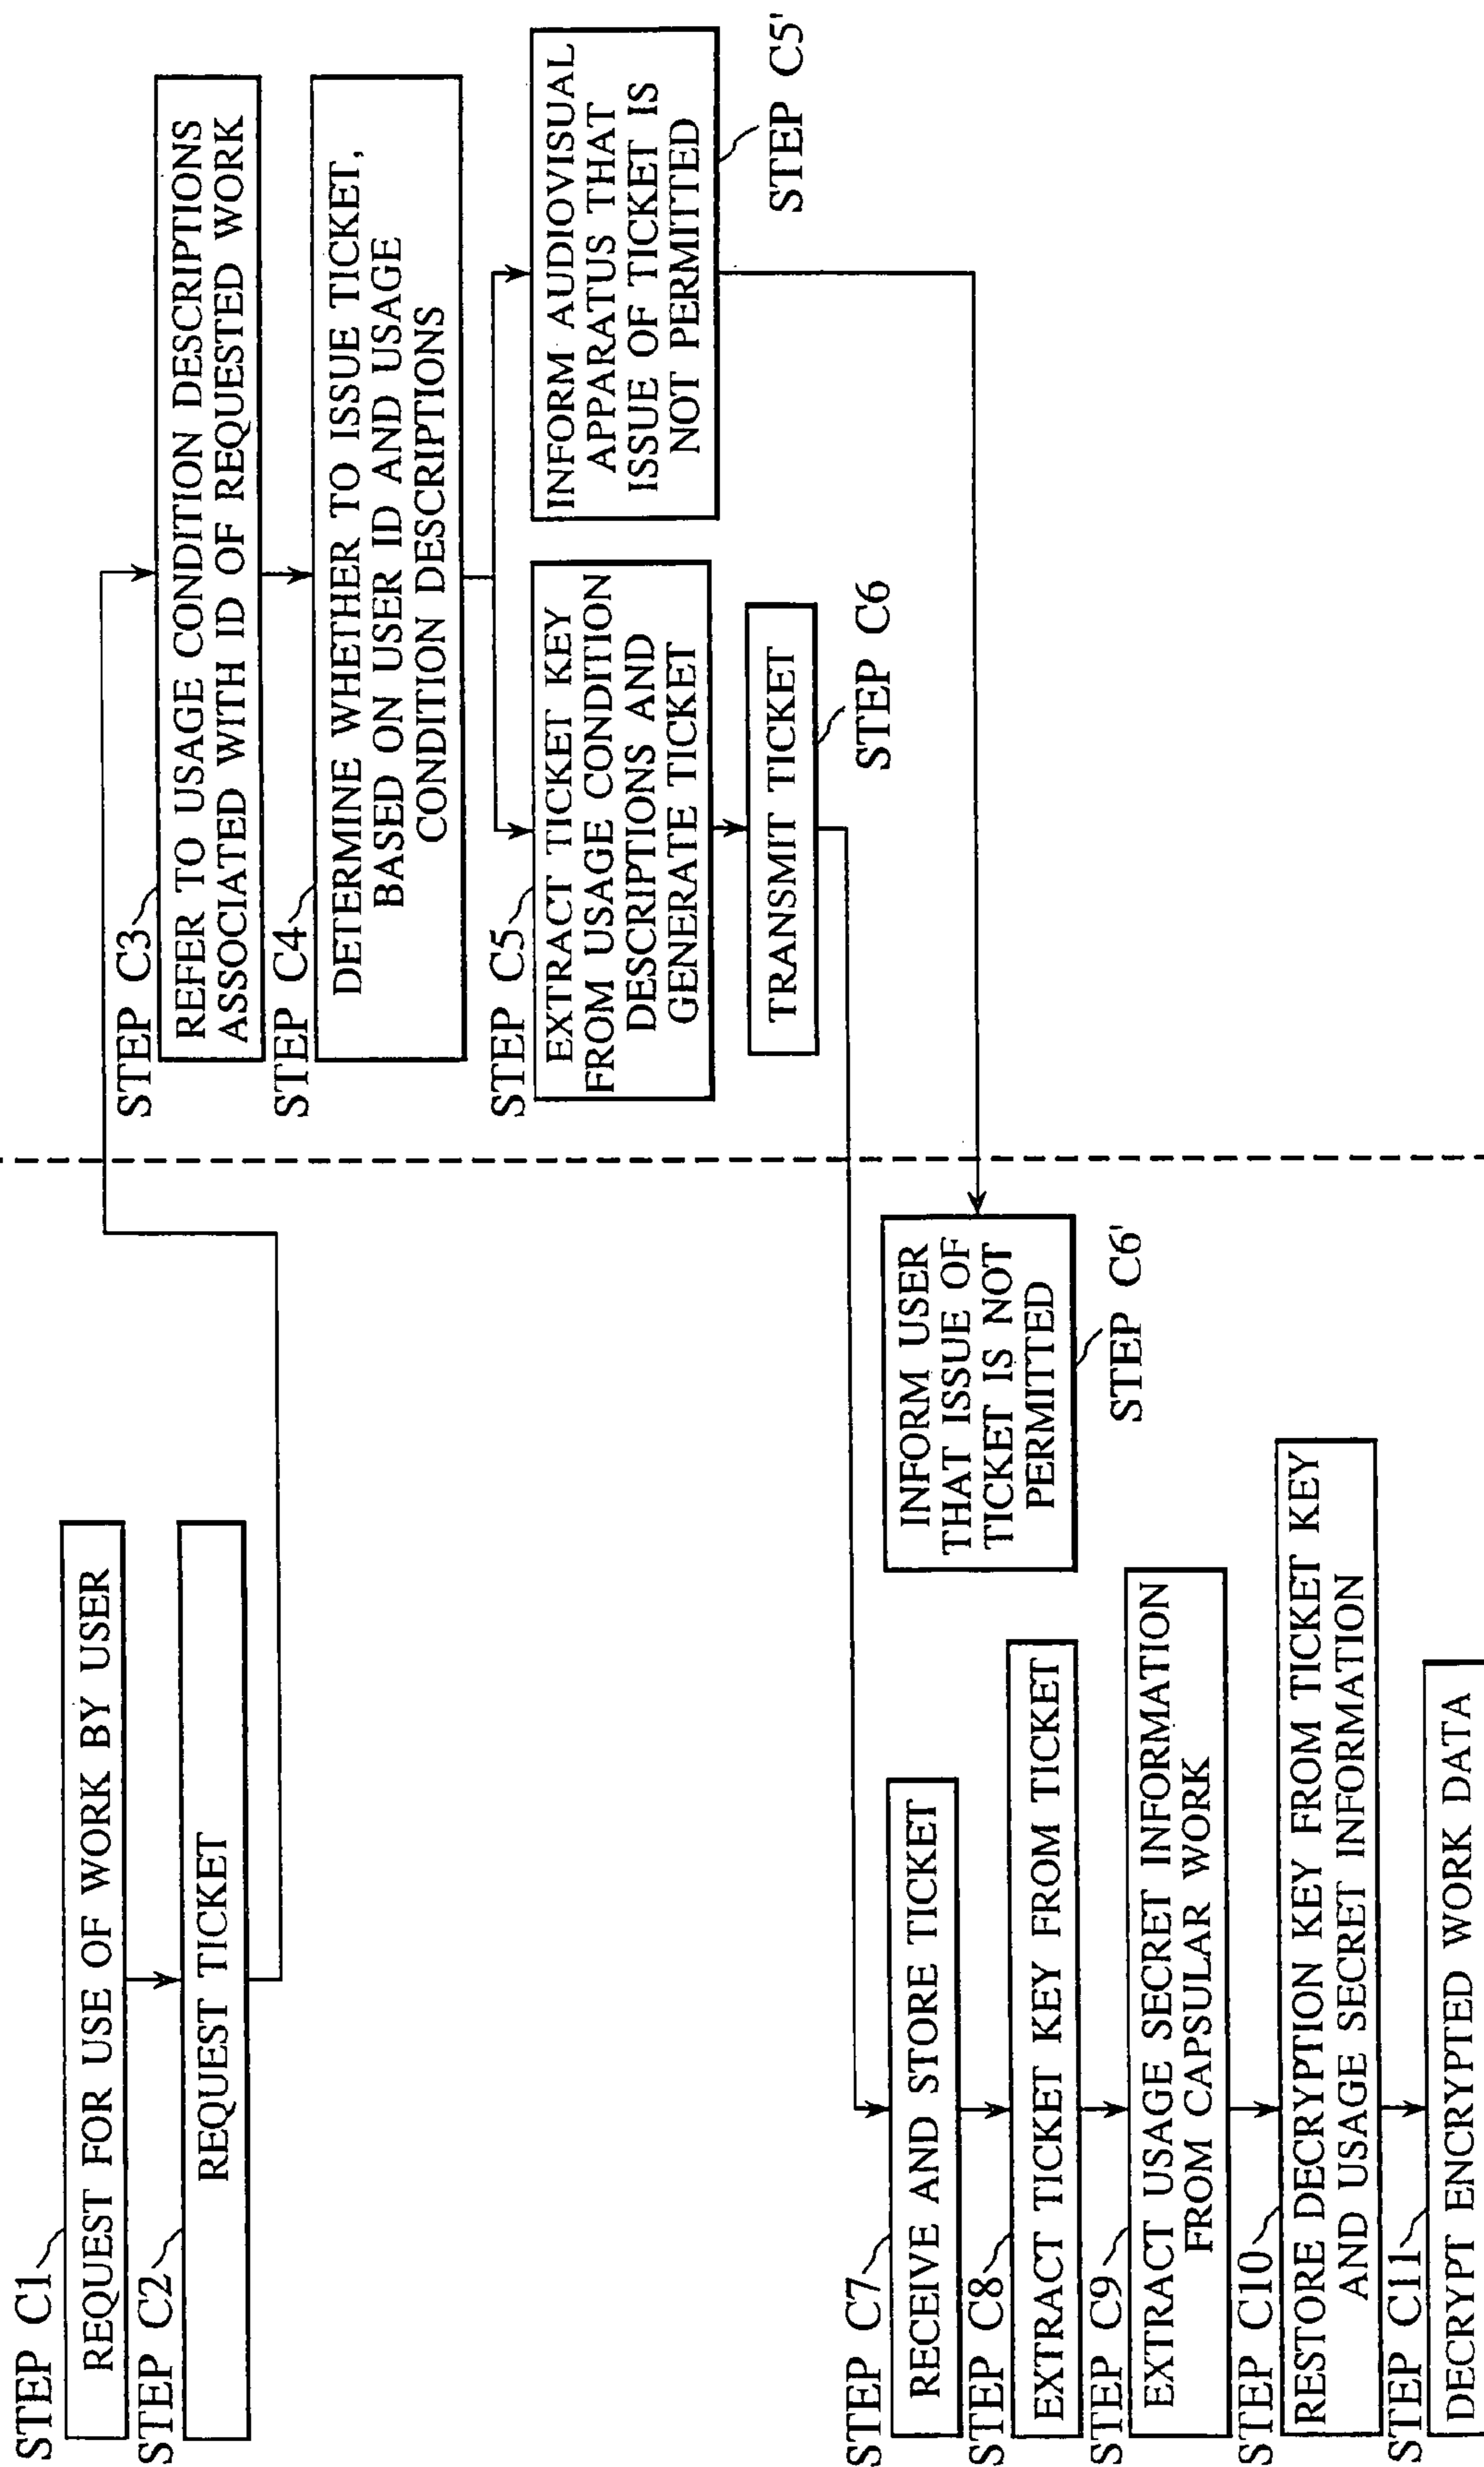 STEP C1
REQUEST FOR USE OF WORK BY USER
STEP C2
REQUEST TICKET
STEP C3
REFER TO USAGE CONDITION DESCRIPTIONS
ASSOCIATED WITH ID OF REQUESTED WORK
STEP C4
DETERMINE WHETHER TO ISSUE TICKET,
BASED ON USER ID AND USAGE
CONDITION DESCRIPTIONS
STEP C5
EXTRACT TICKET KEY
FROM USAGE CONDITION
DESCRIPTIONS AND
GENERATE TICKET
INFORM AUDIOVISUAL
APPARATUS THAT
ISSUE OF TICKET IS
NOT PERMITTED
STEP C5'
TRANSMIT TICKET
STEP C6
INFORM USER
THAT ISSUE OF
TICKET IS NOT
PERMITTED
STEP C6'
STEP C7
RECEIVE AND STORE TICKET
STEP C8
EXTRACT TICKET KEY FROM TICKET
STEP C9
EXTRACT USAGE SECRET INFORMATION
FROM CAPSULAR WORK
STEP C10
RESTORE DECRYPTION KEY FROM TICKET KEY
AND USAGE SECRET INFORMATION
STEP C11
DECRYPT ENCRYPTED WORK DATA